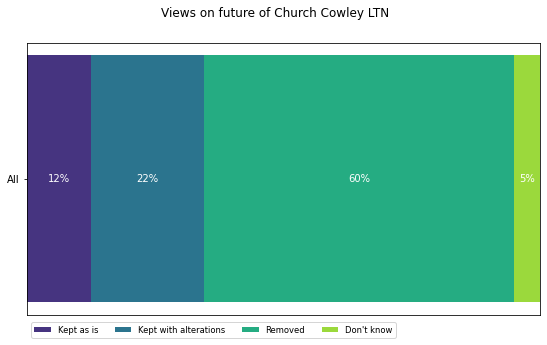 Views on future of Church Cowley LTN
All
12% 22% 60% 5%
Kept as is Kept with alterations Removed Don't know